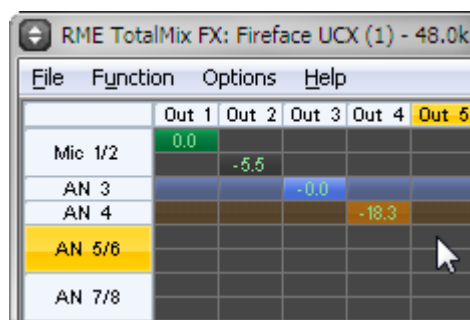 RME TotalMix FX: Fireface UCX (1) - 48.0k
File Function Options Help
Out 1 Out 2 Out 3 Out 4 Out 5
Mic 1/2 0.0
-5.5
AN 3 -0.0
AN 4 -18.3
AN 5/6
AN 7/8